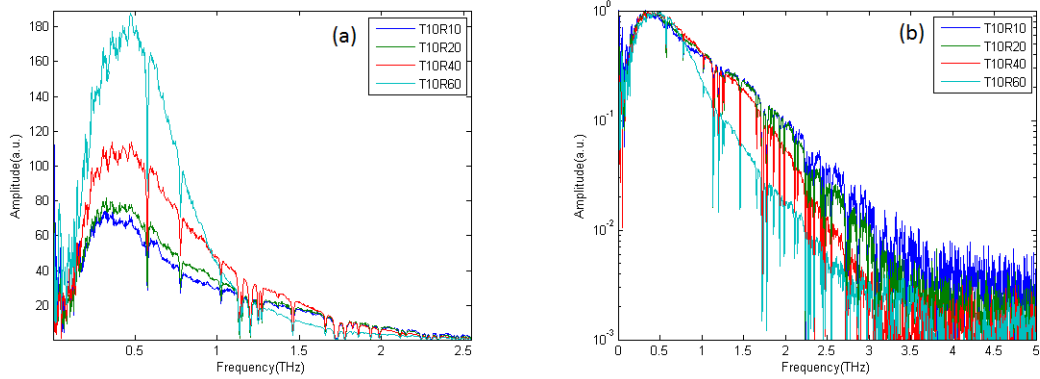 (a)
T10R10
T10R20
T10R40
T10R60
Amplitude(a.u.)
180
160
140
120
100
80
60
40
20
0.5
1
1.5
2
2.5
Frequency(THz)
(b)
T10R10
T10R20
T10R40
T10R60
Amplitude(a.u.)
10^0
10^-1
10^-2
10^-3
0
0.5
1
1.5
2
2.5
3
3.5
4
4.5
5
Frequency(THz)